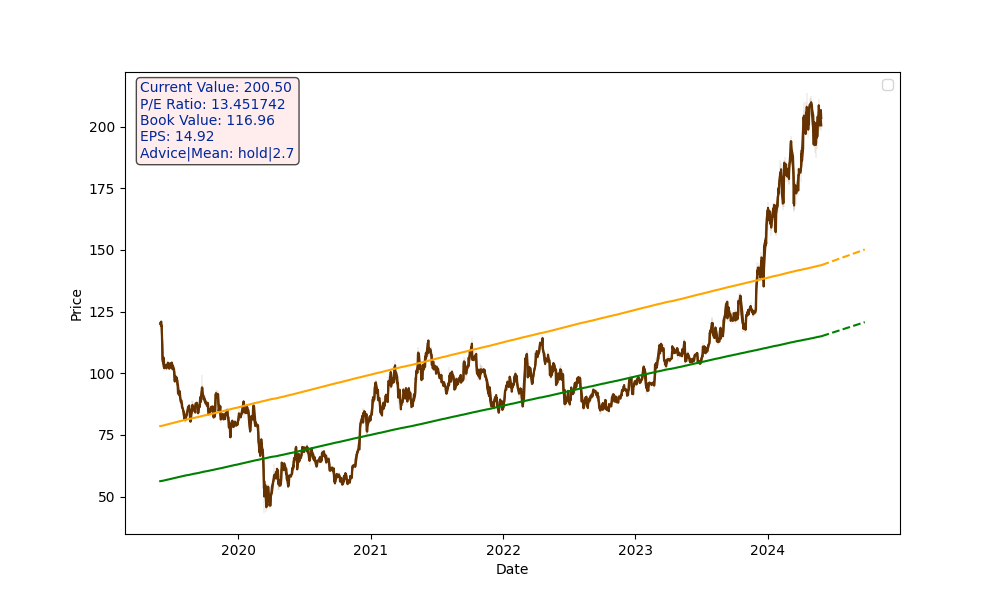 Current Value: 200.50
P/E Ratio: 13.451742
Book Value: 116.96
EPS: 14.92
Advice|Mean: hold|2.7
200
175
150
125
100
75
50
Price
2020 2021 2022 2023 2024
Date